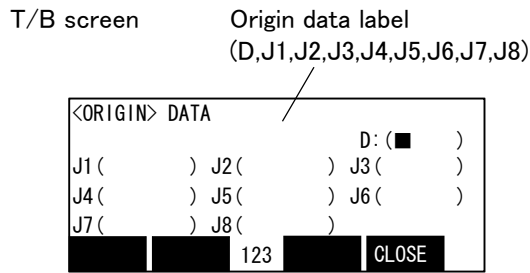 T/B screen
Origin data label
(D,J1,J2,J3,J4,J5,J6,J7,J8)
<ORIGIN> DATA
D:(■ )
J1( ) J2( ) J3( )
J4( ) J5( ) J6( )
J7( ) J8( )
123 CLOSE